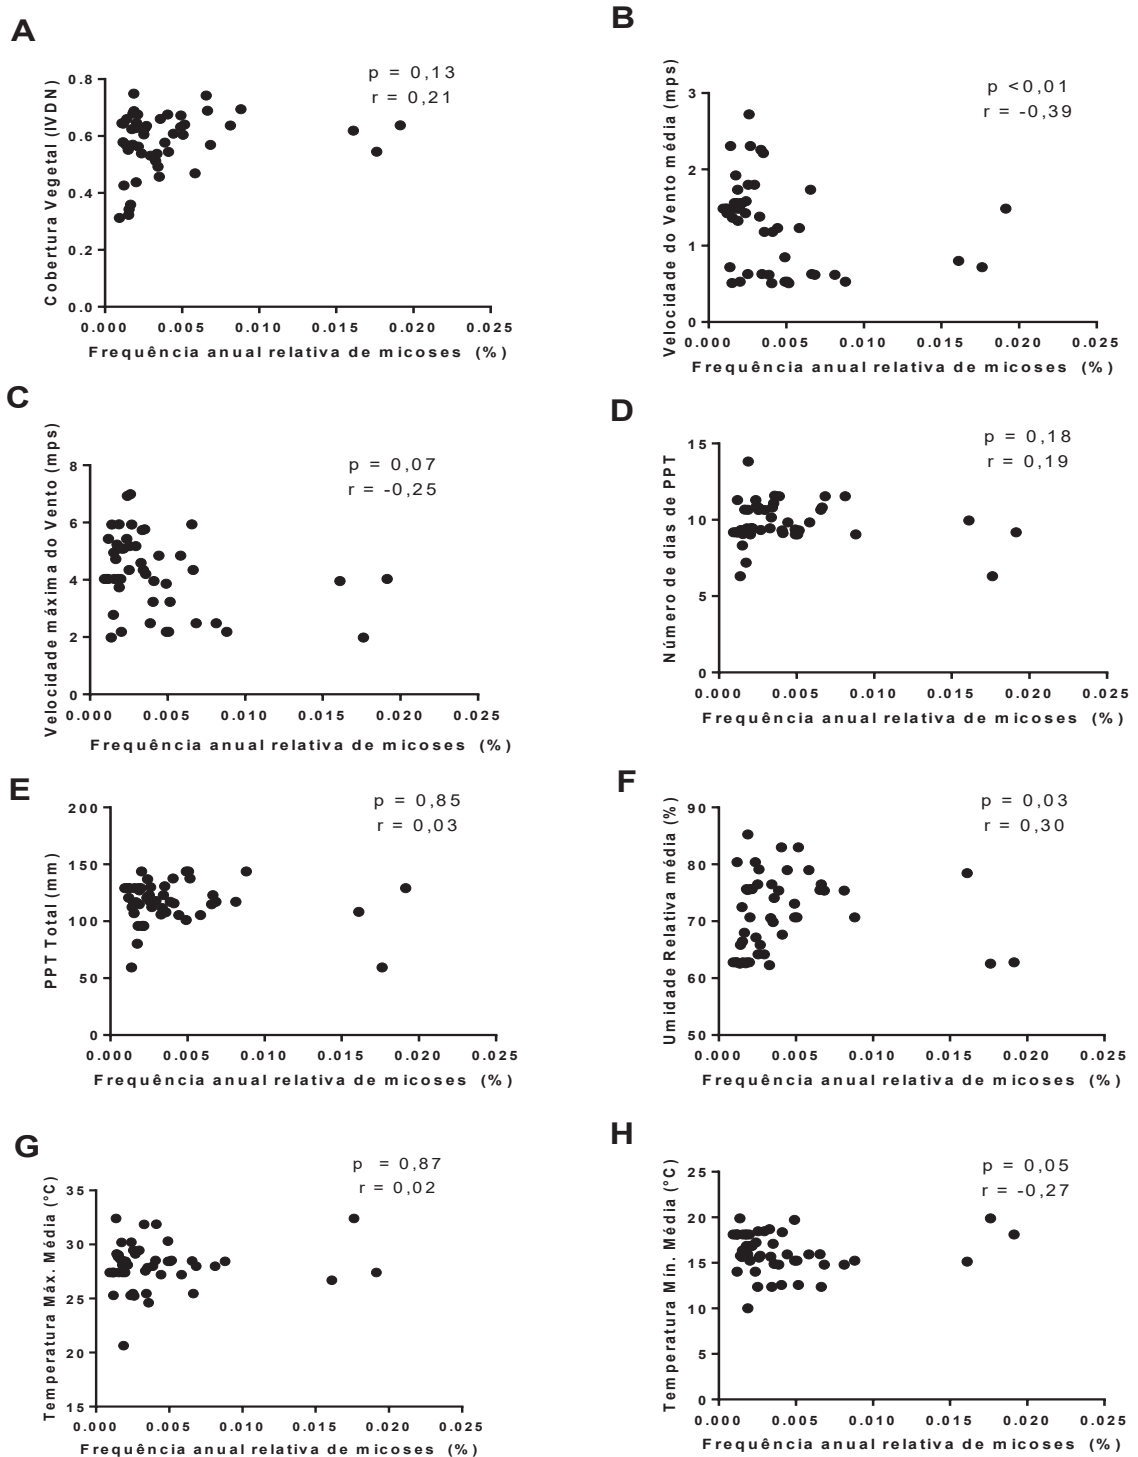 A
p = 0,13
r = 0,21
Cobertura Vegetal (IVDN)
0.8
0.6
0.4
0.2
0.0
0.000 0.005 0.010 0.015 0.020 0.025
Frequência anual relativa de micoses (%)
B
p <0,01
r = -0,39
Velocidade do Vento média (mps)
3
2
1
0
0.000 0.005 0.010 0.015 0.020 0.025
Frequência anual relativa de micoses (%)
C
p = 0,07
r = -0,25
Velocidade máxima do Vento (mps)
8
6
4
2
0
0.000 0.005 0.010 0.015 0.020 0.025
Frequência anual relativa de micoses (%)
D
p = 0,18
r = 0,19
Número de dias de PPT
15
10
5
0
0.000 0.005 0.010 0.015 0.020 0.025
Frequência anual relativa de micoses (%)
E
p = 0,85
r = 0,03
PPT Total (mm)
200
150
100
50
0
0.000 0.005 0.010 0.015 0.020 0.025
Frequência anual relativa de micoses (%)
F
p = 0,03
r = 0,30
Umidade Relativa média (%)
90
80
70
60
50
0.000 0.005 0.010 0.015 0.020 0.025
Frequência anual relativa de micoses (%)
G
p = 0,87
r = 0,02
Temperatura Máx. Média (°C)
35
30
25
20
15
0.000 0.005 0.010 0.015 0.020 0.025
Frequência anual relativa de micoses (%)
H
p = 0,05
r = -0,27
Temperatura Mín. Média (°C)
25
20
15
10
5
0
0.000 0.005 0.010 0.015 0.020 0.025
Frequência anual relativa de micoses (%)